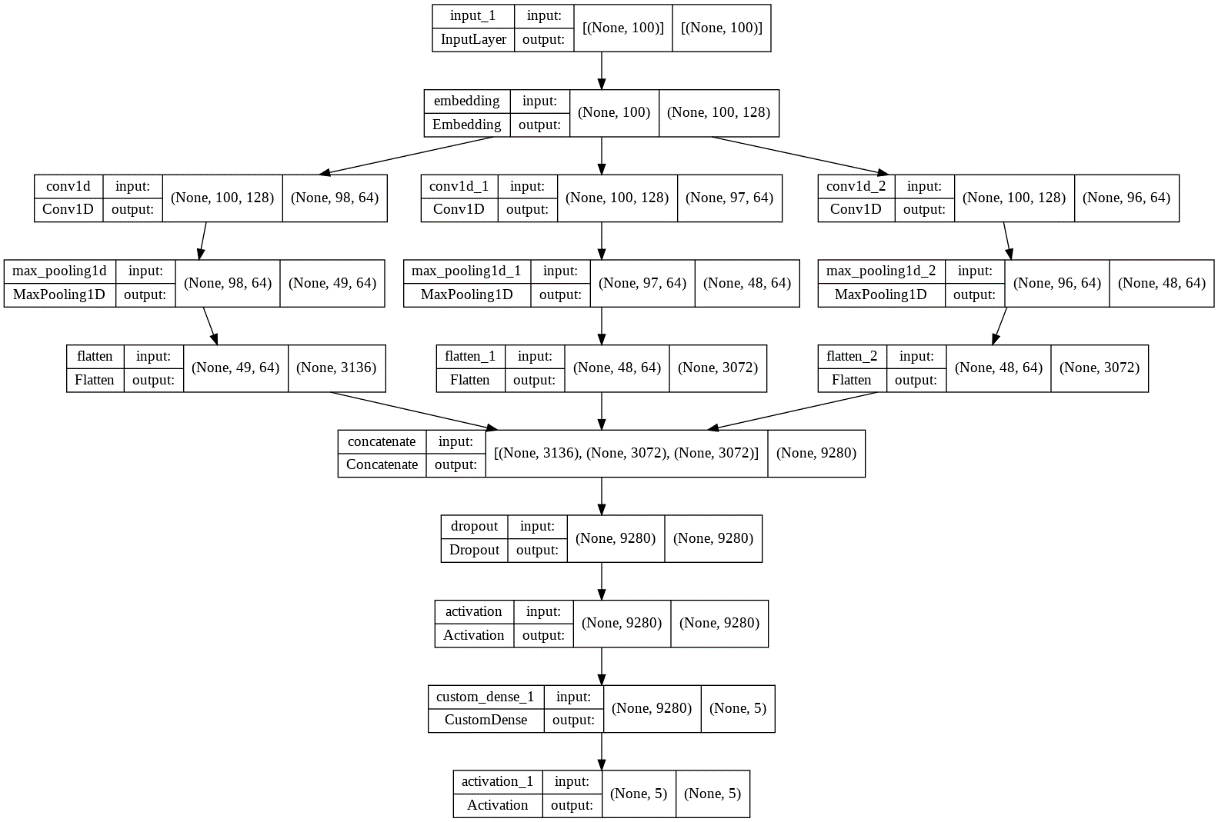 input_1 input: [(None, 100)] [(None, 100)]
InputLayer output:
embedding input: (None, 100) (None, 100, 128)
Embedding output:
conv1d input: (None, 100, 128) (None, 98, 64)
Conv1D output:
conv1d_1 input: (None, 100, 128) (None, 97, 64)
Conv1D output:
conv1d_2 input: (None, 100, 128) (None, 96, 64)
Conv1D output:
max_pooling1d input: (None, 98, 64) (None, 49, 64)
MaxPooling1D output:
max_pooling1d_1 input: (None, 97, 64) (None, 48, 64)
MaxPooling1D output:
max_pooling1d_2 input: (None, 96, 64) (None, 48, 64)
MaxPooling1D output:
flatten input: (None, 49, 64) (None, 3136)
Flatten output:
flatten_1 input: (None, 48, 64) (None, 3072)
Flatten output:
flatten_2 input: (None, 48, 64) (None, 3072)
Flatten output:
concatenate input: [(None, 3136), (None, 3072), (None, 3072)] (None, 9280)
Concatenate output:
dropout input: (None, 9280) (None, 9280)
Dropout output:
activation input: (None, 9280) (None, 9280)
Activation output:
custom_dense_1 input: (None, 9280) (None, 5)
CustomDense output:
activation_1 input: (None, 5) (None, 5)
Activation output: